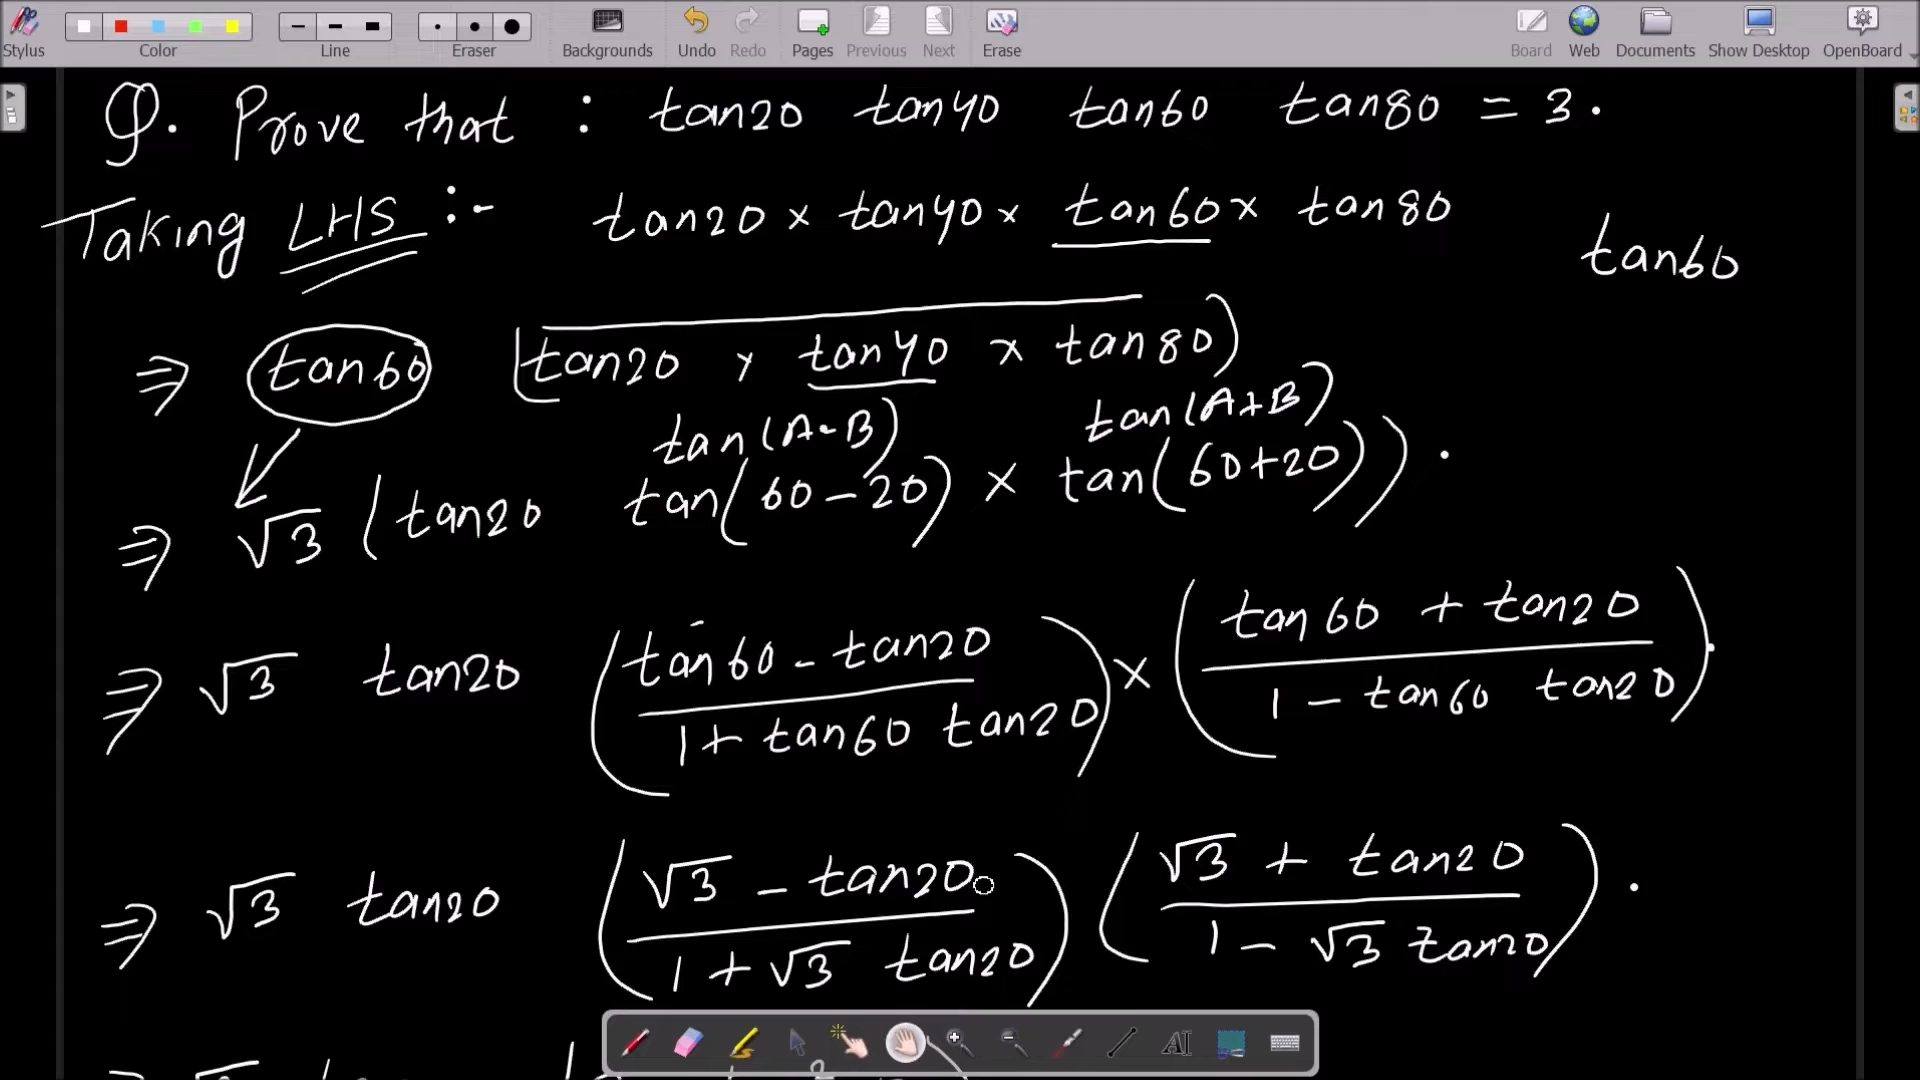 Stylus Color Line Eraser Backgrounds Undo Redo Pages Previous Next Erase Board Web Documents Show Desktop OpenBoard
Q. Prove that : tan20 tan40 tan60 tan80 = 3.
Taking LHS :- tan20 × tan40 × tan60 × tan80
tan60
⇒ tan60 (tan20 × tan40 × tan80)
tan(A-B) tan(A+B)
⇒ √3 (tan20 tan(60-20) × tan(60+20)).
⇒ √3 tan20 ((tan60 - tan20)/(1 + tan60 tan20)) × ((tan60 + tan20)/(1 - tan60 tan20)).
⇒ √3 tan20 ((√3 - tan20)/(1 + √3 tan20)) ((√3 + tan20)/(1 - √3 tan20)).